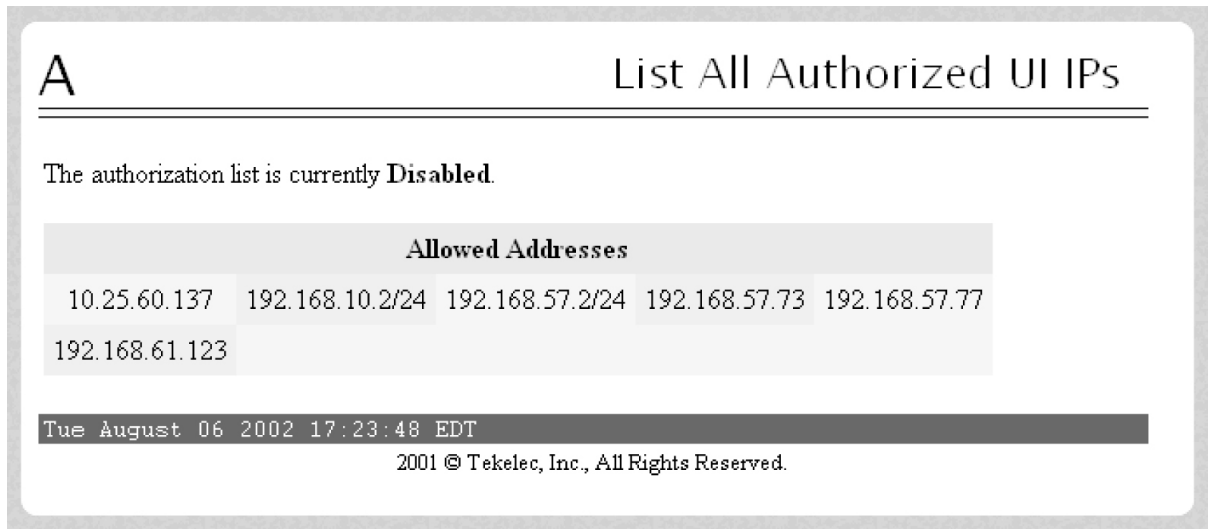 A
List All Authorized UI IPs
The authorization list is currently Disabled.
Allowed Addresses
10.25.60.137 192.168.10.2/24 192.168.57.2/24 192.168.57.73 192.168.57.77
192.168.61.123
Tue August 06 2002 17:23:48 EDT
2001 © Tekelec, Inc., All Rights Reserved.